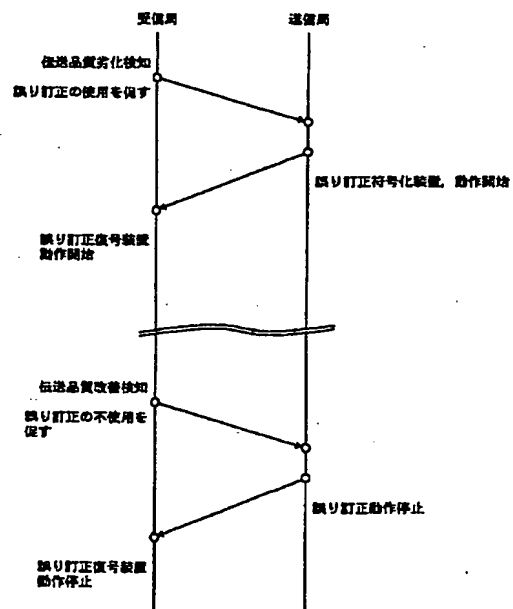 受信局
送信局
伝送品質劣化検知
誤り訂正の使用を促す
誤り訂正符号化装置，動作開始
誤り訂正復号装置
動作開始
伝送品質改善検知
誤り訂正の不使用を
促す
誤り訂正動作停止
誤り訂正復号装置
動作停止